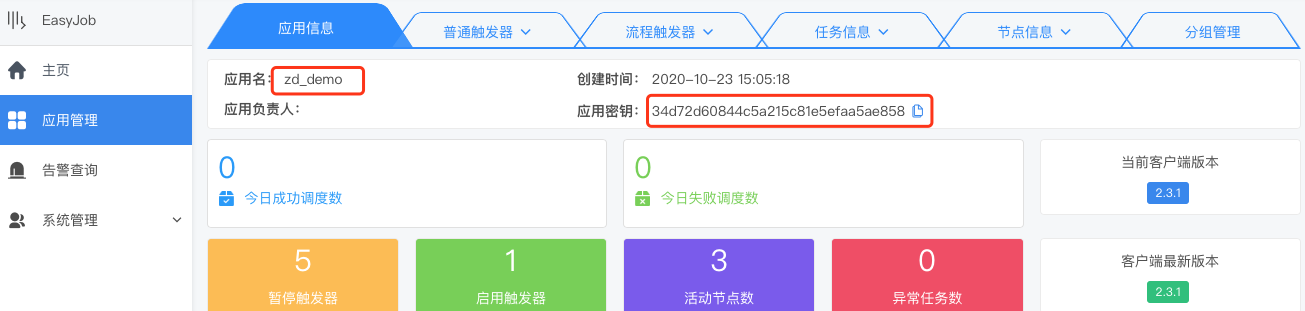 EasyJob
主页
应用管理
告警查询
系统管理
应用信息
普通触发器
流程触发器
任务信息
节点信息
分组管理
应用名： zd_demo
创建时间： 2020-10-23 15:05:18
应用负责人：
应用密钥： 34d72d60844c5a215c81e5efaa5ae858
0
今日成功调度数
0
今日失败调度数
当前客户端版本
2.3.1
5
暂停触发器
1
启用触发器
3
活动节点数
0
异常任务数
客户端最新版本
2.3.1